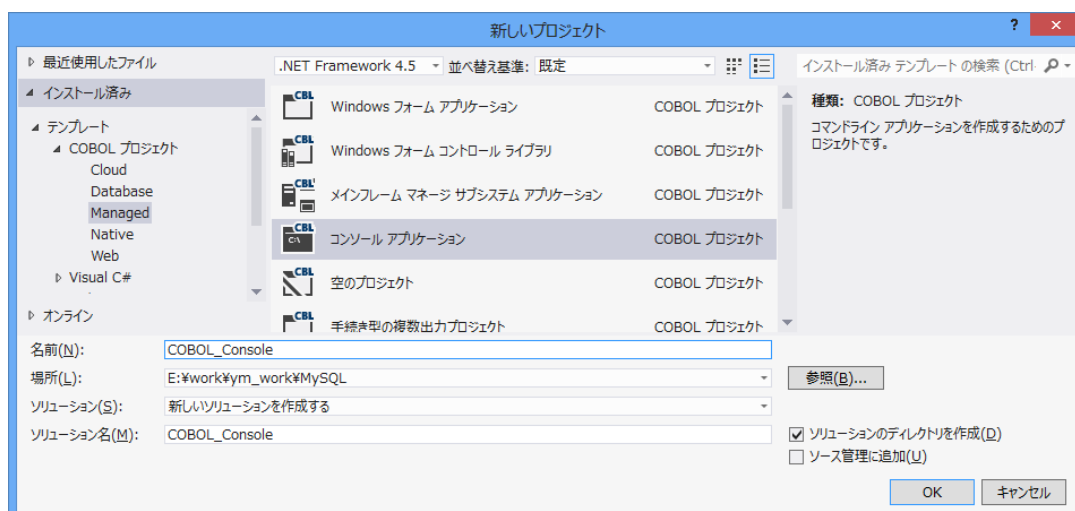 新しいプロジェクト
?
×
最近使用したファイル
.NET Framework 4.5
並べ替え基準: 既定
インストール済み テンプレート の検索 (Ctrl-
インストール済み
テンプレート
COBOL プロジェクト
Cloud
Database
Managed
Native
Web
Visual C#
オンライン
CBL Windows フォーム アプリケーション COBOL プロジェクト
CBL Windows フォーム コントロール ライブラリ COBOL プロジェクト
CBL メインフレーム マネージ サブシステム アプリケーション COBOL プロジェクト
CBL C:\ コンソール アプリケーション COBOL プロジェクト
CBL 空のプロジェクト COBOL プロジェクト
CBL 手続き型の複数出力プロジェクト COBOL プロジェクト
種類: COBOL プロジェクト
コマンドライン アプリケーションを作成するためのプ
ロジェクトです。
名前(N): COBOL_Console
場所(L): E:¥work¥ym_work¥MySQL
参照(B)...
ソリューション(S): 新しいソリューションを作成する
ソリューション名(M): COBOL_Console
ソリューションのディレクトリを作成(D)
ソース管理に追加(U)
OK
キャンセル